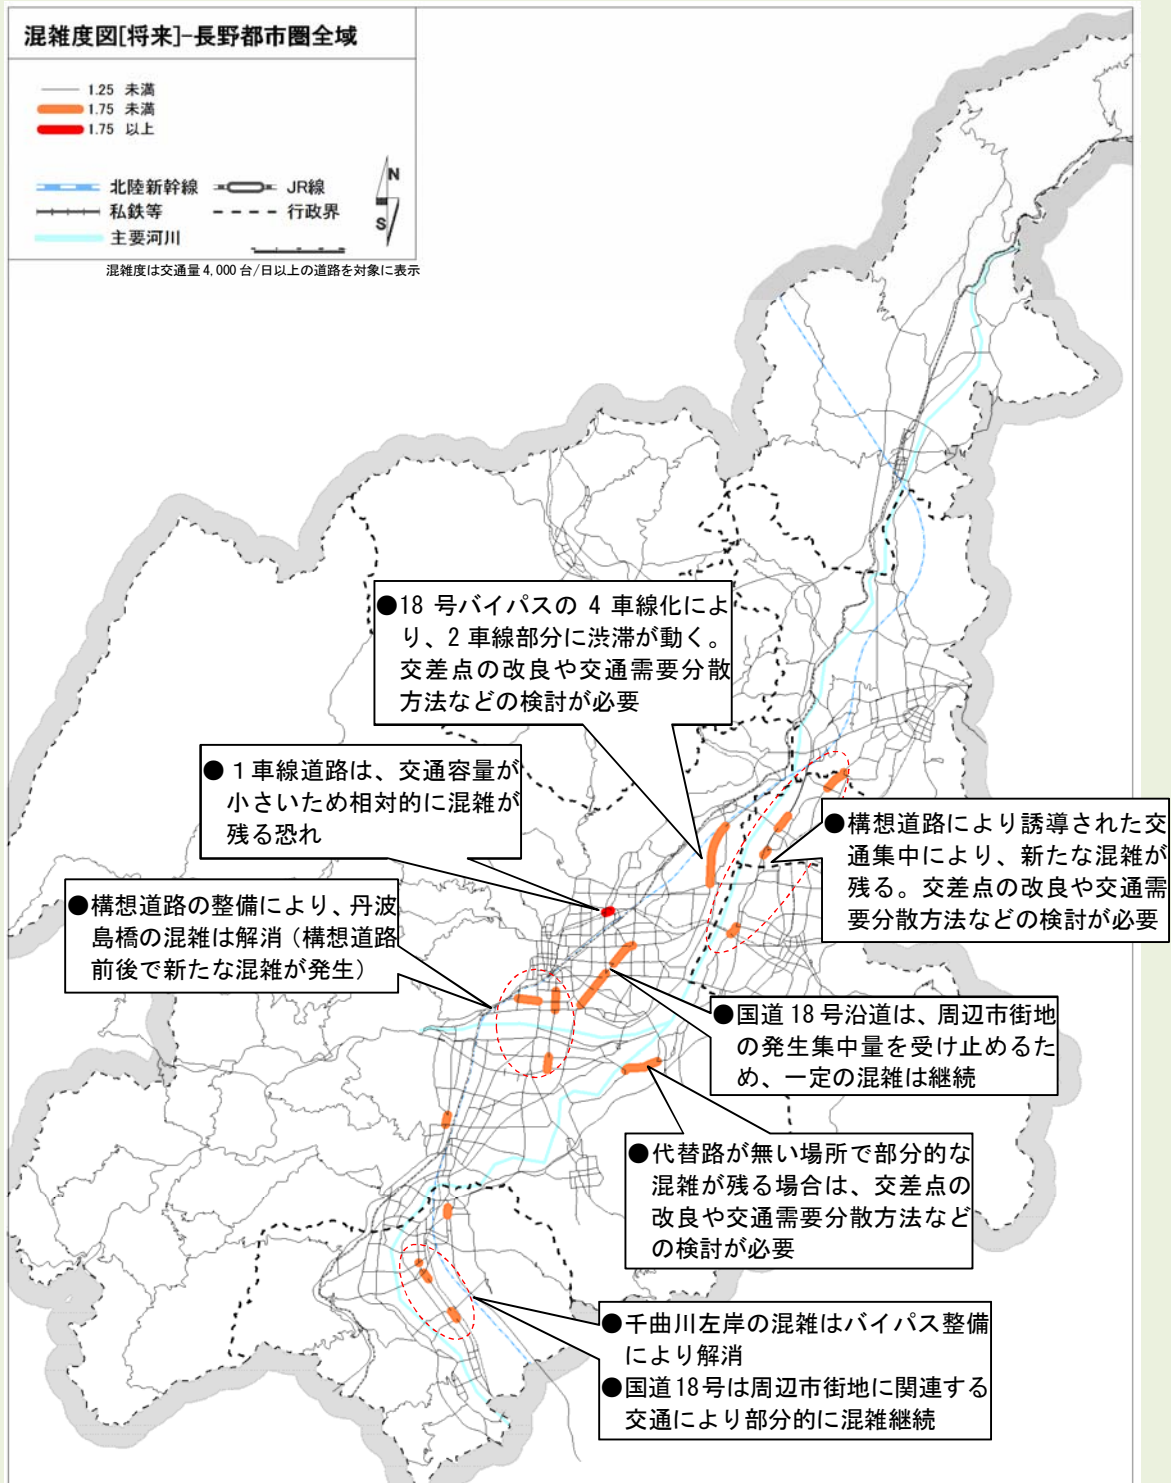 混雑度図[将来]-長野都市圏全域
1.25 未満
1.75 未満
1.75 以上
北陸新幹線
JR線
私鉄等
行政界
主要河川
N
S
混雑度は交通量4,000台/日以上の道路を対象に表示
●18 号バイパスの 4 車線化によ
り、2 車線部分に渋滞が動く。
交差点の改良や交通需要分散
方法などの検討が必要
●1車線道路は、交通容量が
小さいため相対的に混雑が
残る恐れ
●構想道路により誘導された交
通集中により、新たな混雑が
残る。交差点の改良や交通需
要分散方法などの検討が必要
●構想道路の整備により、丹波
島橋の混雑は解消（構想道路
前後で新たな混雑が発生）
●国道 18 号沿道は、周辺市街地
の発生集中量を受け止めるた
め、一定の混雑は継続
●代替路が無い場所で部分的な
混雑が残る場合は、交差点の
改良や交通需要分散方法など
の検討が必要
●千曲川左岸の混雑はバイパス整備
により解消
●国道18号は周辺市街地に関連する
交通により部分的に混雑継続